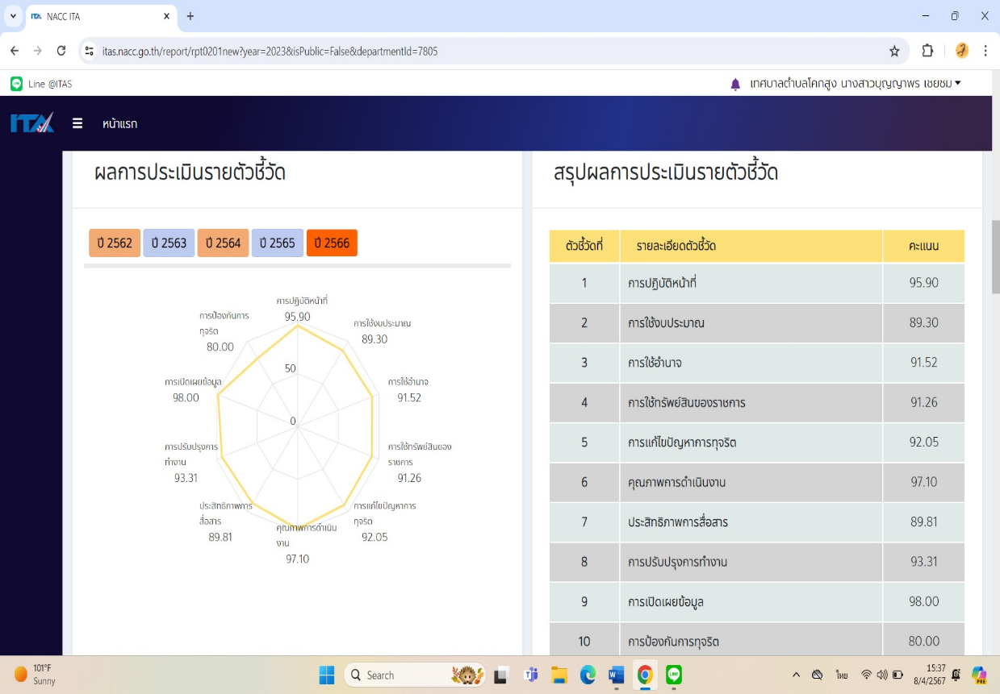 NACC ITA
itas.nacc.go.th/report/rpt0201new?year=2023&isPublic=False&departmentId=7805
Line @ITAS
เทศบาลตำบลโคกสูง นางสาวบุญญาพร เชยชม
ITA
หน้าแรก
ผลการประเมินรายตัวชี้วัด
ปี 2562
ปี 2563
ปี 2564
ปี 2565
ปี 2566
การปฏิบัติหน้าที่
95.90
การใช้งบประมาณ
89.30
การใช้อำนาจ
91.52
การใช้ทรัพย์สินของ
ราชการ
91.26
การแก้ไขปัญหาการ
ทุจริต
92.05
คุณภาพการดำเนิน
งาน
97.10
ประสิทธิภาพการ
สื่อสาร
89.81
การปรับปรุงการ
ทำงาน
93.31
การเปิดเผยข้อมูล
98.00
การป้องกันการ
ทุจริต
80.00
50
0
สรุปผลการประเมินรายตัวชี้วัด
ตัวชี้วัดที่ รายละเอียดตัวชี้วัด คะแนน
1 การปฏิบัติหน้าที่ 95.90
2 การใช้งบประมาณ 89.30
3 การใช้อำนาจ 91.52
4 การใช้ทรัพย์สินของราชการ 91.26
5 การแก้ไขปัญหาการทุจริต 92.05
6 คุณภาพการดำเนินงาน 97.10
7 ประสิทธิภาพการสื่อสาร 89.81
8 การปรับปรุงการทำงาน 93.31
9 การเปิดเผยข้อมูล 98.00
10 การป้องกันการทุจริต 80.00
101°F
Sunny
Search
ไทย
15:37
8/4/2567
PRE